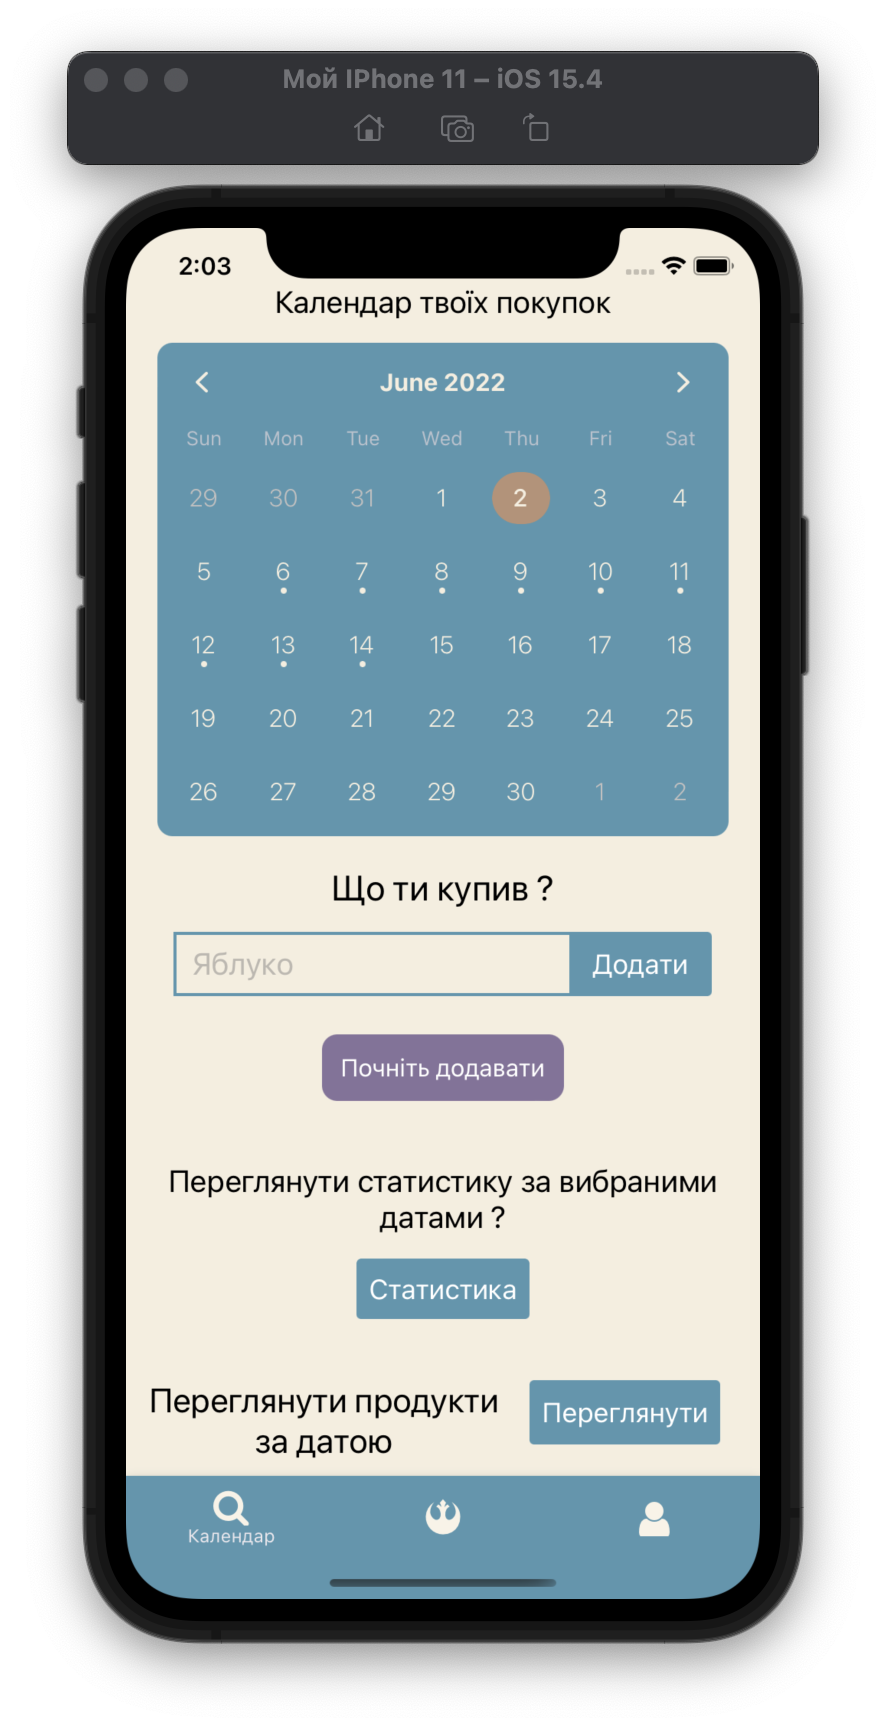 Мой IPhone 11 – iOS 15.4
2:03
Календар твоїх покупок
June 2022
Sun Mon Tue Wed Thu Fri Sat
29 30 31 1 2 3 4
5 6 7 8 9 10 11
12 13 14 15 16 17 18
19 20 21 22 23 24 25
26 27 28 29 30 1 2
Що ти купив ?
Яблуко Додати
Почніть додавати
Переглянути статистику за вибраними
датами ?
Статистика
Переглянути продукти
за датою
Переглянути
Календар